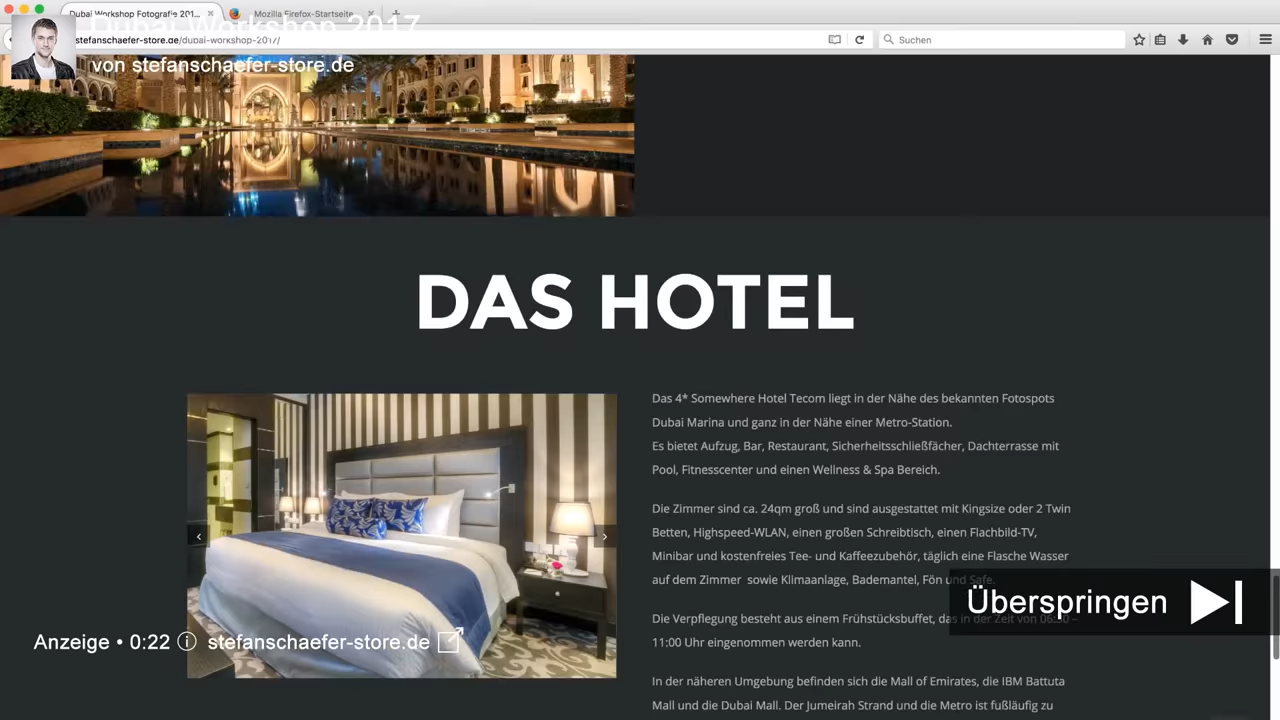 Dubai Workshop Fotografie 201...
Mozilla Firefox-Startseite
Dubai Workshop 2017
stefanschaefer-store.de/dubai-workshop-2017/
Suchen
von stefanschaefer-store.de
DAS HOTEL
Das 4* Somewhere Hotel Tecom liegt in der Nähe des bekannten Fotospots
Dubai Marina und ganz in der Nähe einer Metro-Station.
Es bietet Aufzug, Bar, Restaurant, Sicherheitsschließfächer, Dachterrasse mit
Pool, Fitnesscenter und einen Wellness & Spa Bereich.
Die Zimmer sind ca. 24qm groß und sind ausgestattet mit Kingsize oder 2 Twin
Betten, Highspeed-WLAN, einen großen Schreibtisch, einen Flachbild-TV,
Minibar und kostenfreies Tee- und Kaffeezubehör, täglich eine Flasche Wasser
auf dem Zimmer sowie Klimaanlage, Bademantel, Fön und Safe.
Die Verpflegung besteht aus einem Frühstücksbuffet, das in der Zeit von 06:30 –
11:00 Uhr eingenommen werden kann.
In der näheren Umgebung befinden sich die Mall of Emirates, die IBM Battuta
Mall und die Dubai Mall. Der Jumeirah Strand und die Metro ist fußläufig zu
Überspringen
Anzeige • 0:22 stefanschaefer-store.de